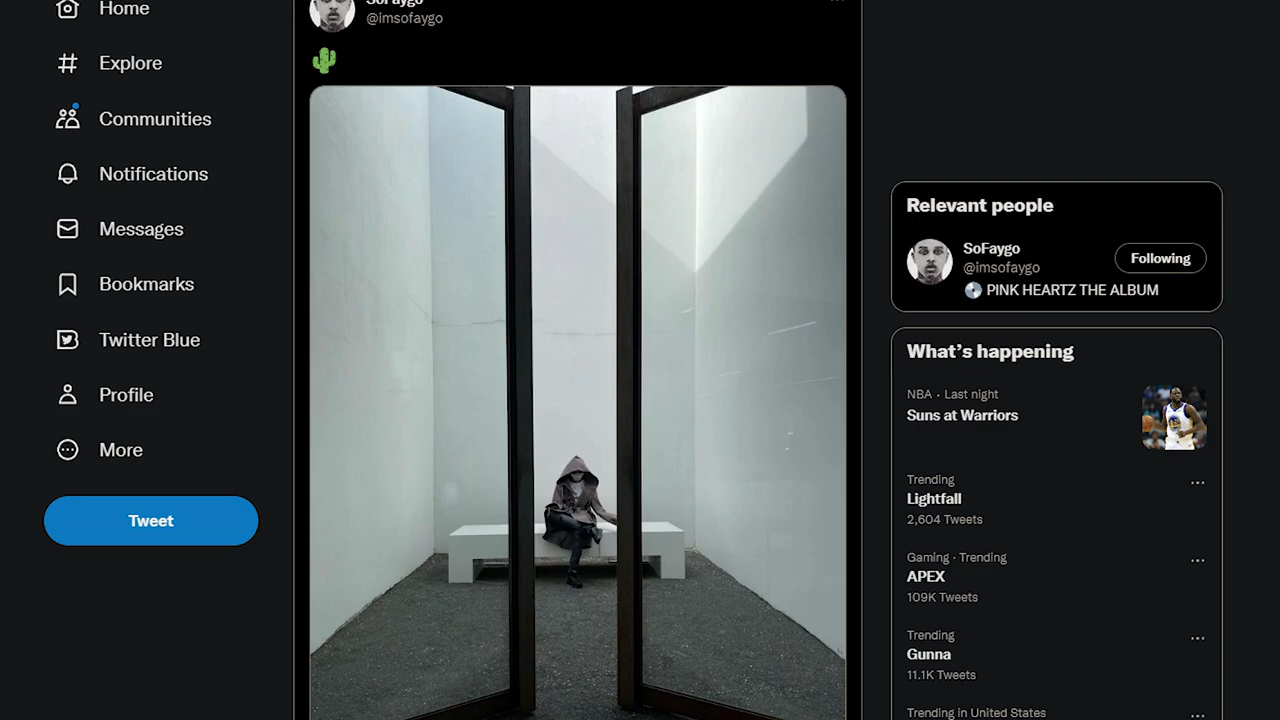 Home
Explore
Communities
Notifications
Messages
Bookmarks
Twitter Blue
Profile
More
Tweet
SoFaygo
@imsofaygo
🌵
Relevant people
SoFaygo
@imsofaygo
Following
💿 PINK HEARTZ THE ALBUM
What's happening
NBA · Last night
Suns at Warriors
Trending
Lightfall
2,604 Tweets
Gaming · Trending
APEX
109K Tweets
Trending
Gunna
11.1K Tweets
Trending in United States